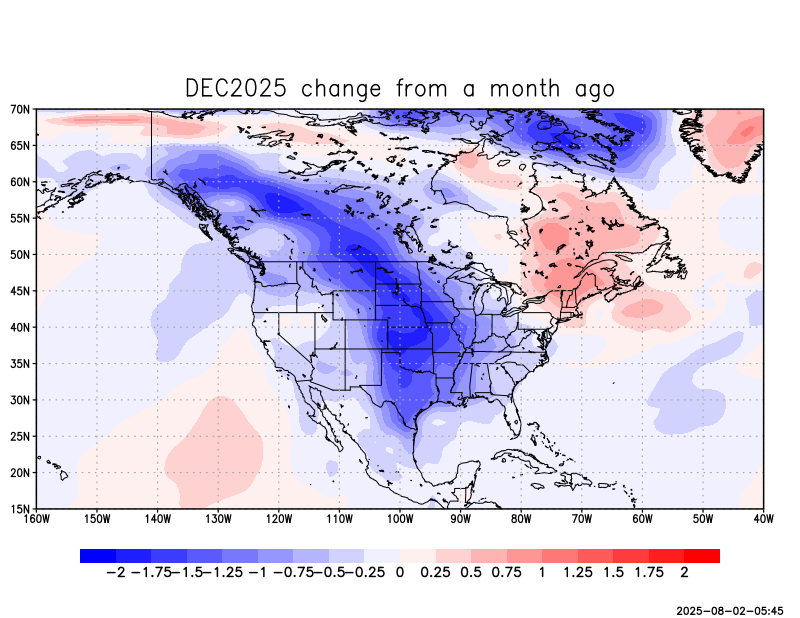 DEC2025 change from a month ago
70N
65N
60N
55N
50N
45N
40N
35N
30N
25N
20N
15N
160W 150W 140W 130W 120W 110W 100W 90W 80W 70W 60W 50W 40W
-2 -1.75 -1.5 -1.25 -1 -0.75 -0.5 -0.25 0 0.25 0.5 0.75 1 1.25 1.5 1.75 2
2025-08-02-05:45